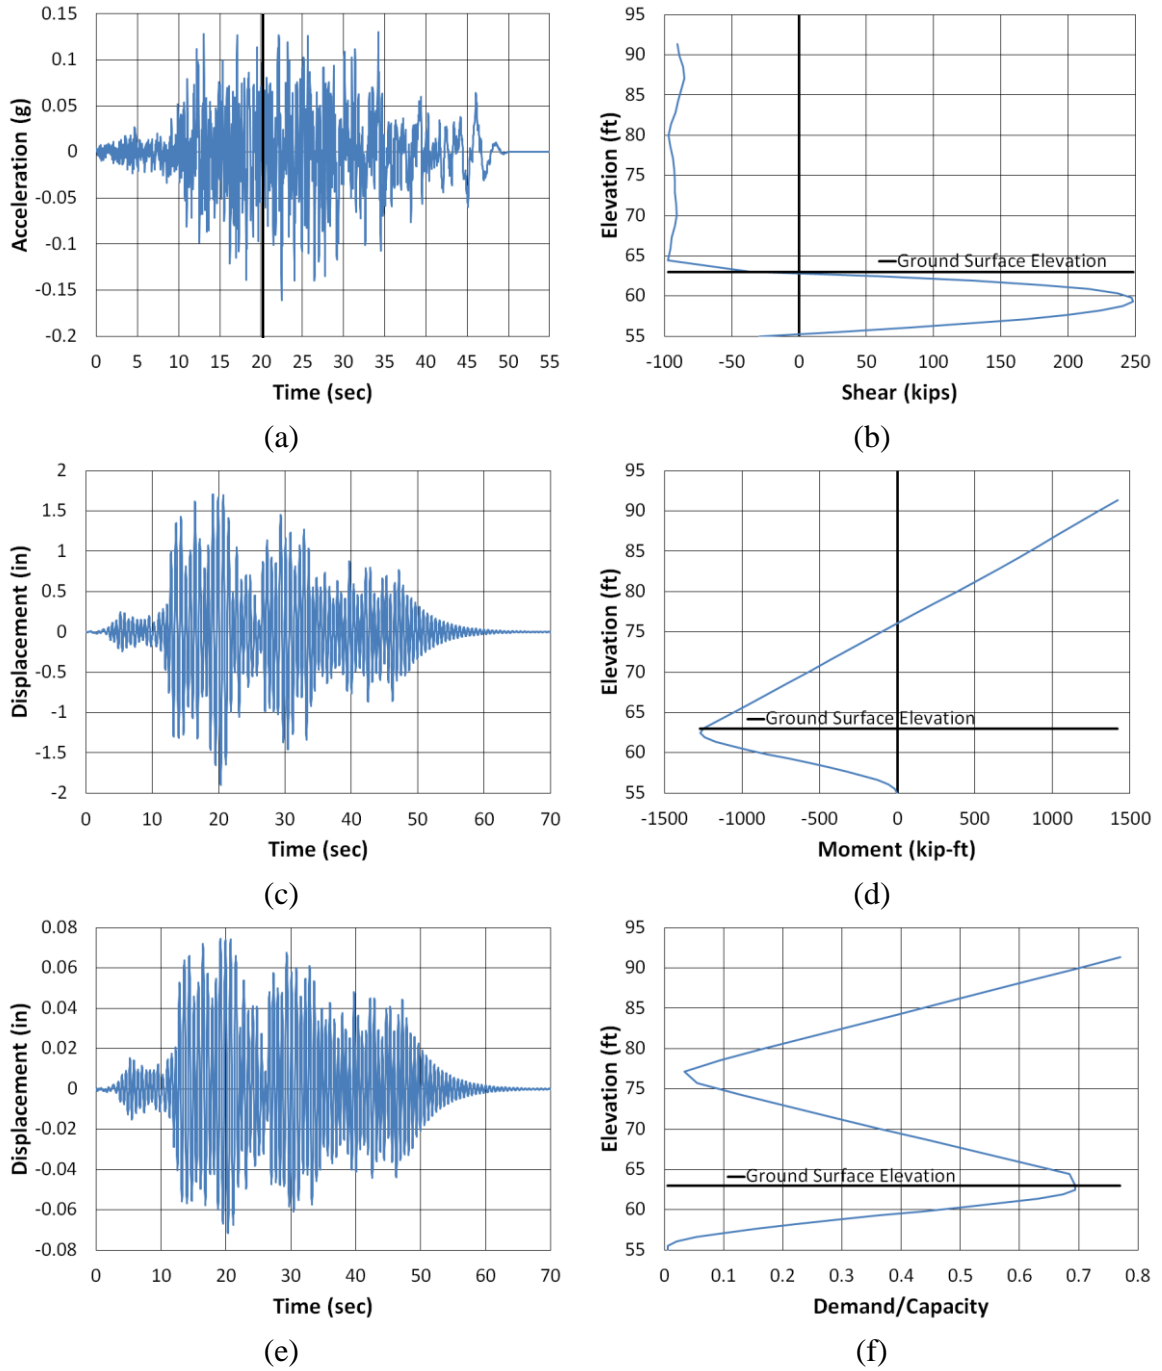 0.15
0.1
0.05
0
-0.05
-0.1
-0.15
-0.2
Acceleration (g)
0 5 10 15 20 25 30 35 40 45 50 55
Time (sec)
(a)
95
90
85
80
75
70
65
60
55
Elevation (ft)
Ground Surface Elevation
-100 -50 0 50 100 150 200 250
Shear (kips)
(b)
2
1.5
1
0.5
0
-0.5
-1
-1.5
-2
Displacement (in)
0 10 20 30 40 50 60 70
Time (sec)
(c)
95
90
85
80
75
70
65
60
55
Elevation (ft)
Ground Surface Elevation
-1500 -1000 -500 0 500 1000 1500
Moment (kip-ft)
(d)
0.08
0.06
0.04
0.02
0
-0.02
-0.04
-0.06
-0.08
Displacement (in)
0 10 20 30 40 50 60 70
Time (sec)
(e)
95
90
85
80
75
70
65
60
55
Elevation (ft)
Ground Surface Elevation
0 0.1 0.2 0.3 0.4 0.5 0.6 0.7 0.8
Demand/Capacity
(f)